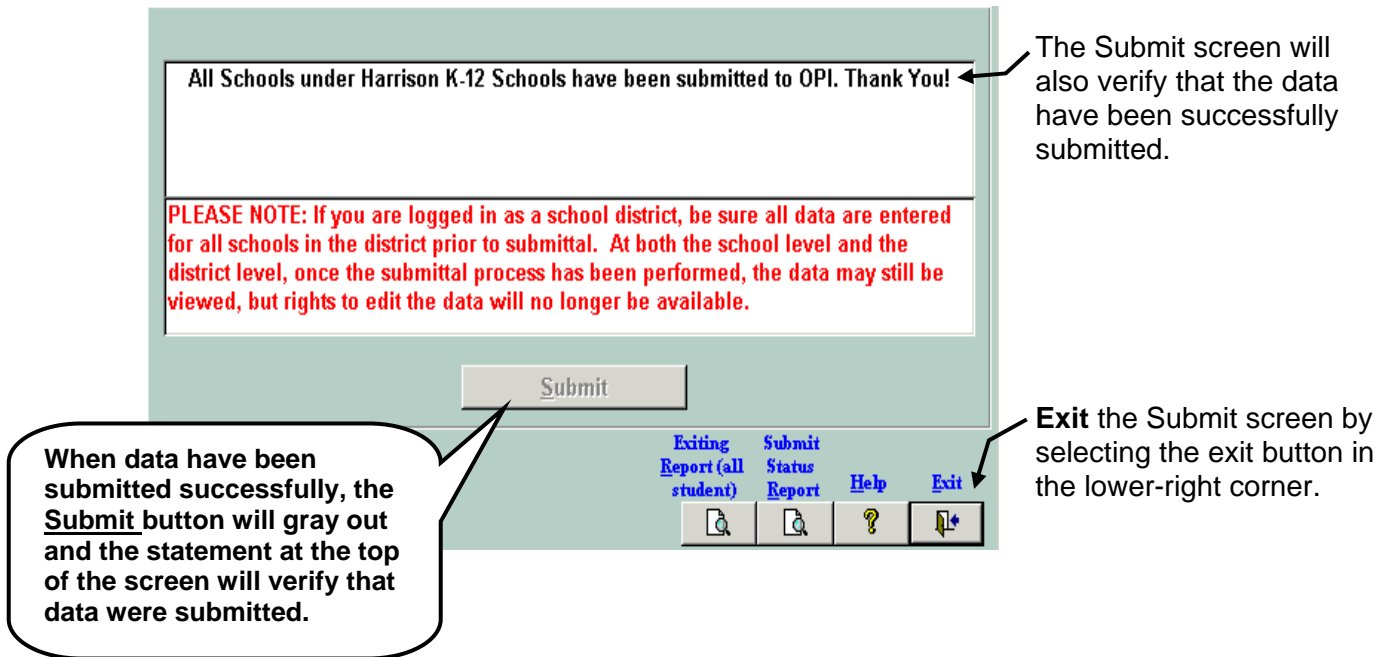 All Schools under Harrison K-12 Schools have been submitted to OPI. Thank You!
The Submit screen will
also verify that the data
have been successfully
submitted.
PLEASE NOTE: If you are logged in as a school district, be sure all data are entered
for all schools in the district prior to submittal. At both the school level and the
district level, once the submittal process has been performed, the data may still be
viewed, but rights to edit the data will no longer be available.
Submit
When data have been
submitted successfully, the
Submit button will gray out
and the statement at the top
of the screen will verify that
data were submitted.
Exiting
Report (all
student)
Submit
Status
Report
Help
Exit
Exit the Submit screen by
selecting the exit button in
the lower-right corner.